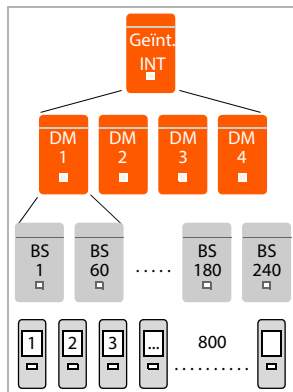 Geïnt.
INT
DM DM DM DM
1 2 3 4
BS BS BS BS
1 60 ..... 180 240
1 2 3 ... 800 .........